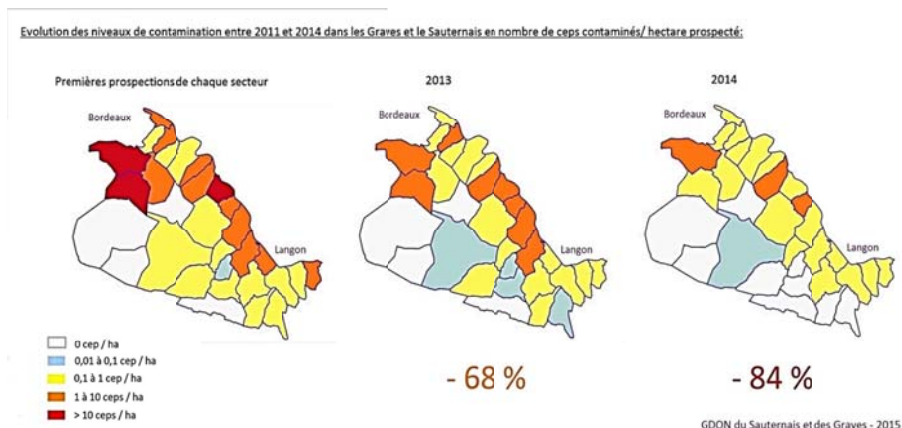 Evolution des niveaux de contamination entre 2011 et 2014 dans les Graves et le Sauternais en nombre de ceps contaminés/ hectare prospecté:
Premières prospections de chaque secteur
2013
2014
Bordeaux
Bordeaux
Bordeaux
Langon
Langon
Langon
0 cep / ha
0,01 à 0,1 cep / ha
0,1 à 1 cep / ha
1 à 10 ceps / ha
> 10 ceps / ha
- 68 %
- 84 %
GDON du Sauternais et des Graves - 2015